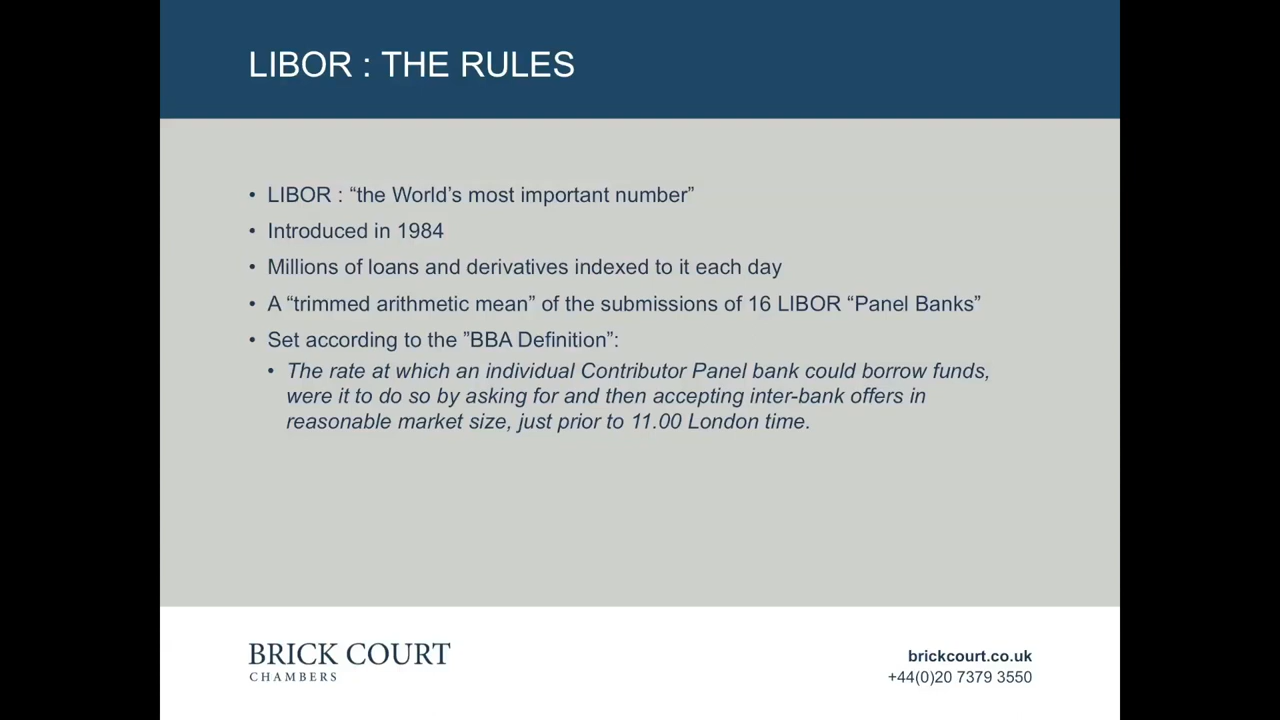 LIBOR : THE RULES
• LIBOR : “the World’s most important number”
• Introduced in 1984
• Millions of loans and derivatives indexed to it each day
• A “trimmed arithmetic mean” of the submissions of 16 LIBOR “Panel Banks”
• Set according to the ”BBA Definition”:
• The rate at which an individual Contributor Panel bank could borrow funds,
were it to do so by asking for and then accepting inter-bank offers in
reasonable market size, just prior to 11.00 London time.
BRICK COURT
CHAMBERS
brickcourt.co.uk
+44(0)20 7379 3550